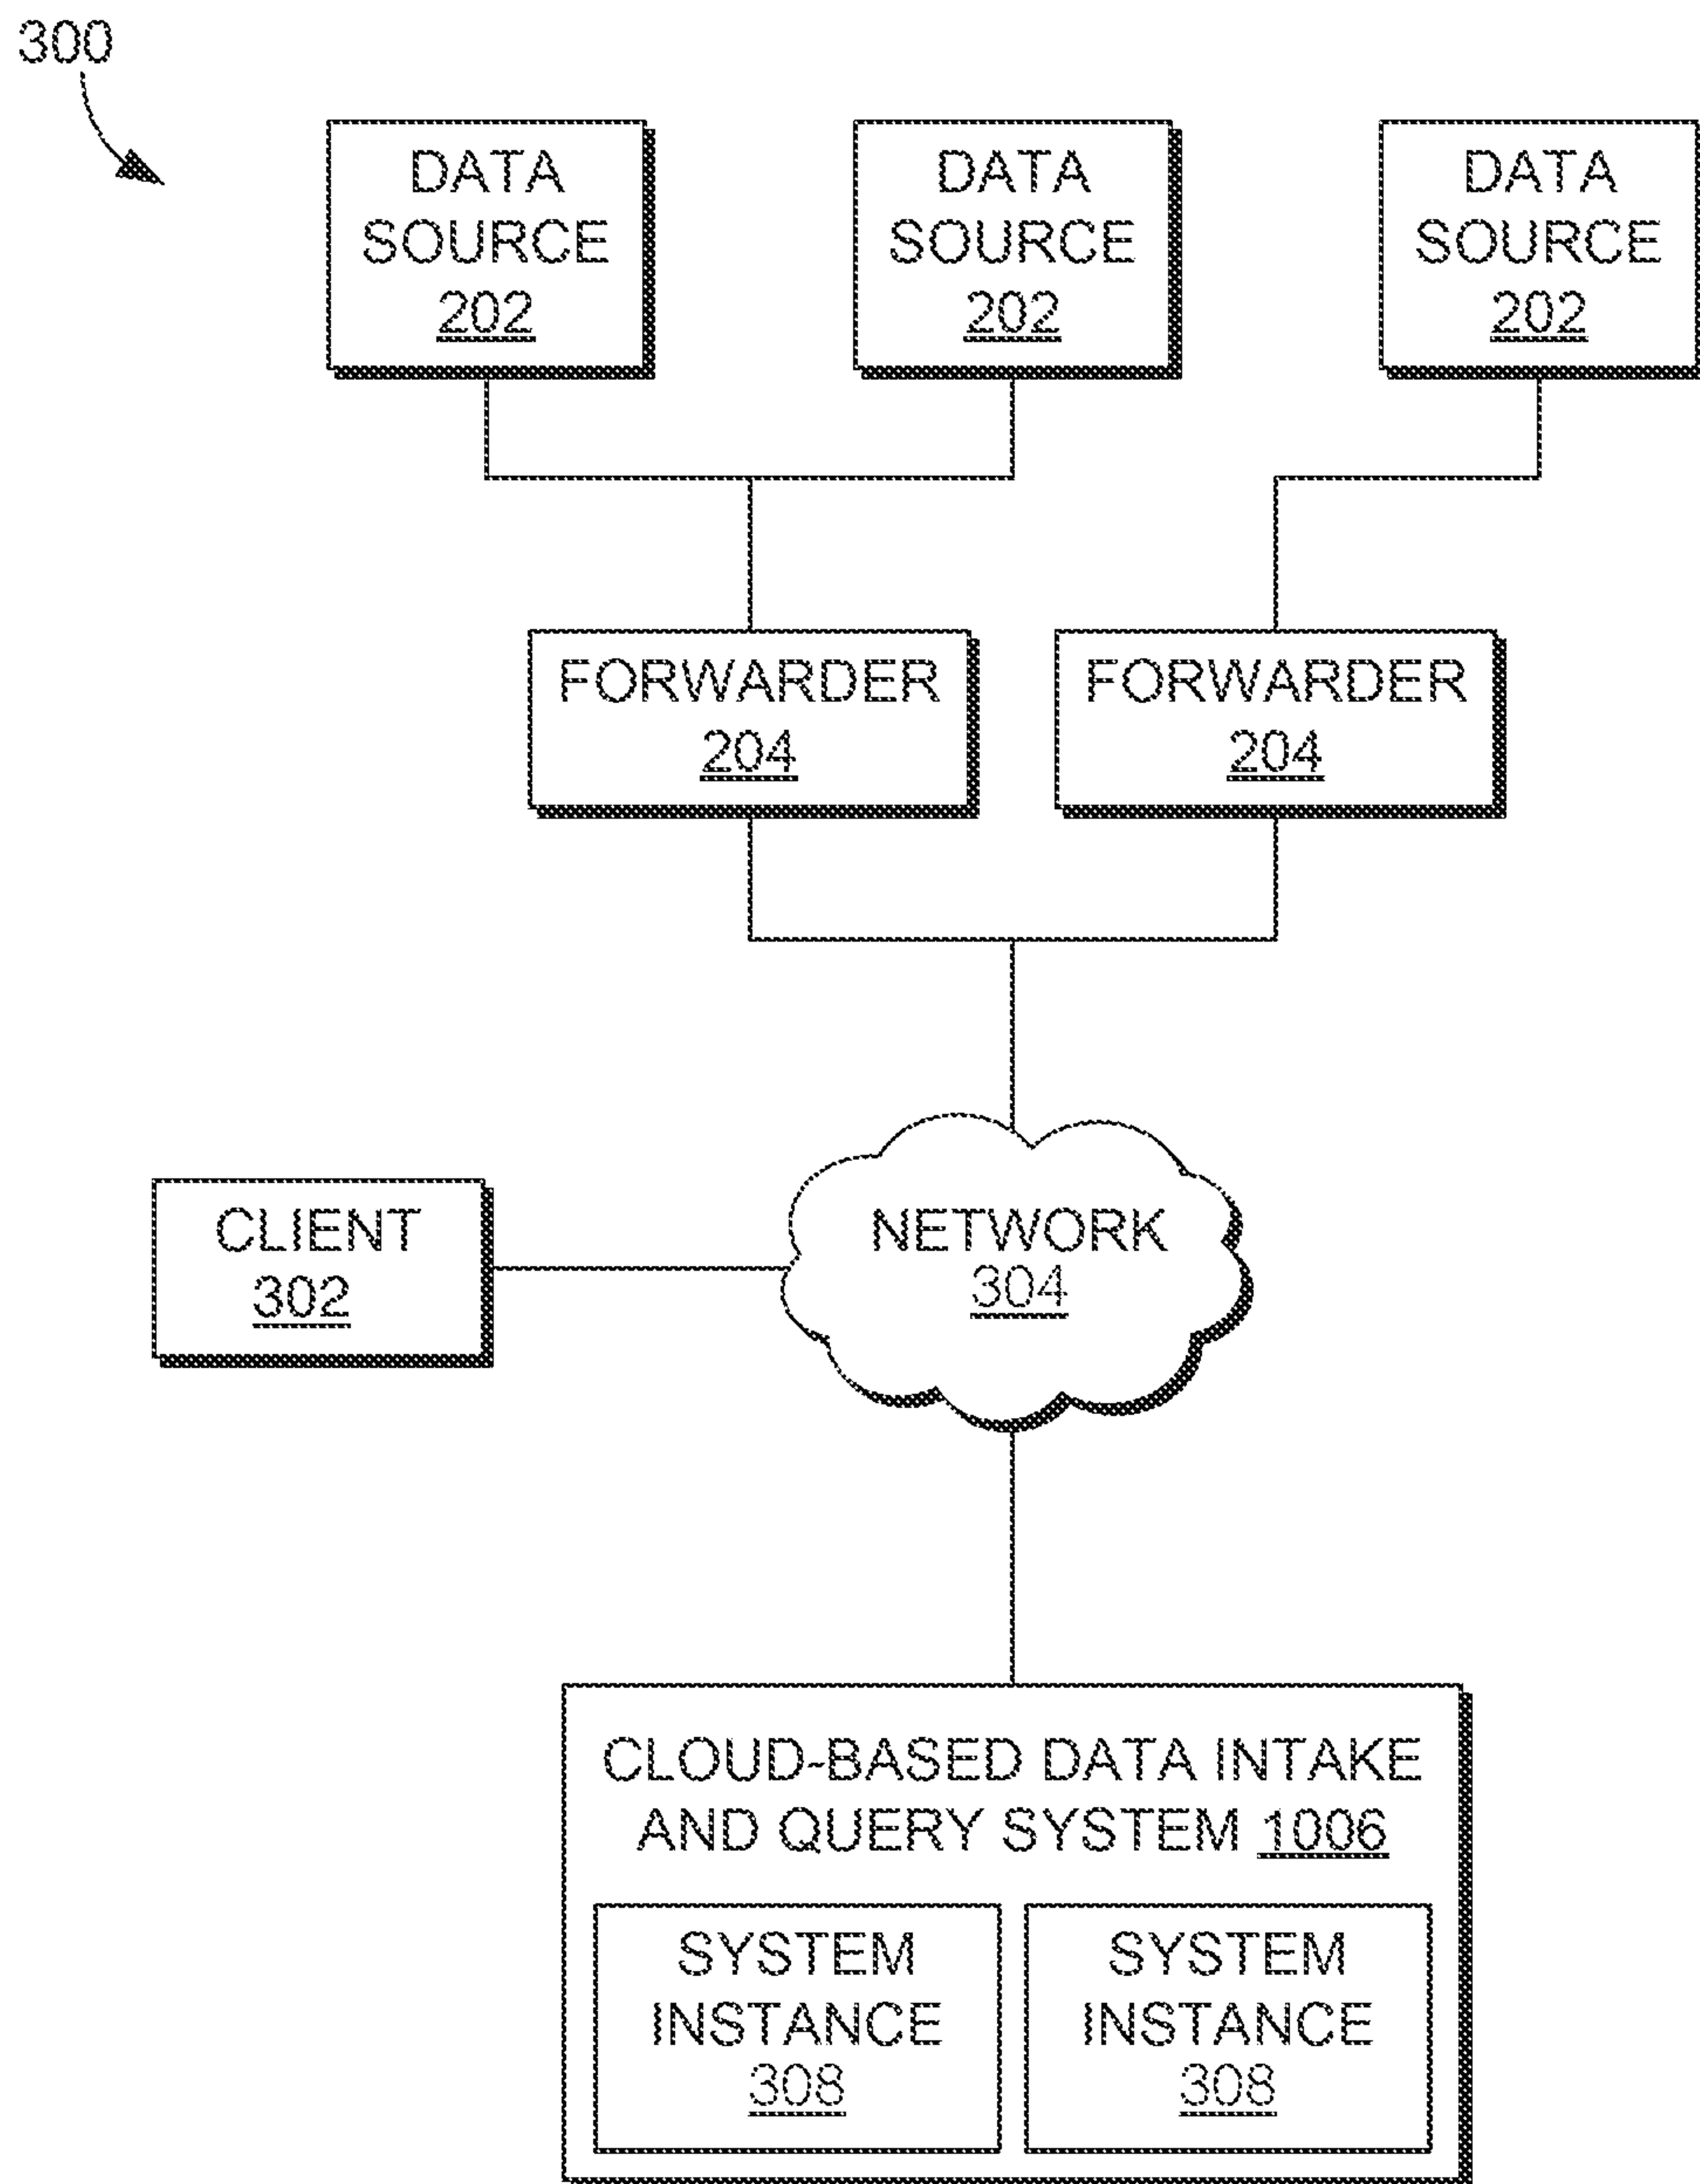 300
DATA
SOURCE
202
DATA
SOURCE
202
DATA
SOURCE
202
FORWARDER
204
FORWARDER
204
CLIENT
302
NETWORK
304
CLOUD-BASED DATA INTAKE
AND QUERY SYSTEM 1006
SYSTEM
INSTANCE
308
SYSTEM
INSTANCE
308